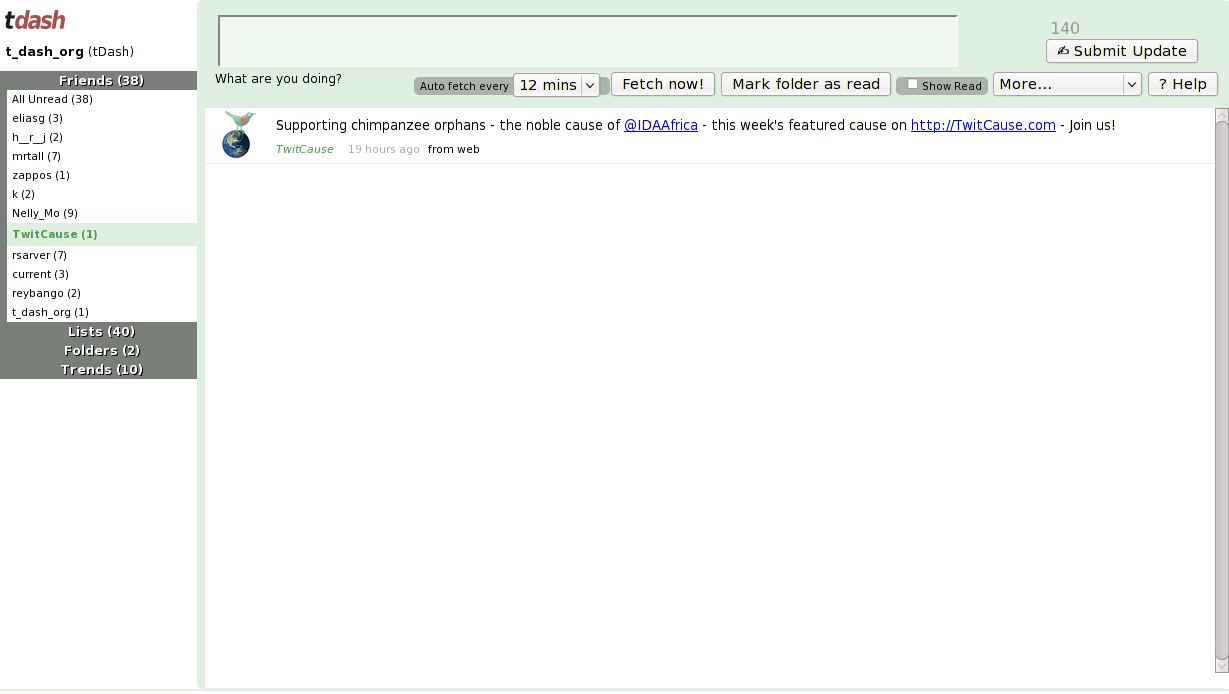 tdash
t_dash_org (tDash)
Friends (38)
All Unread (38)
eliasg (3)
h__r__j (2)
mrtall (7)
zappos (1)
k (2)
Nelly_Mo (9)
TwitCause (1)
rsarver (7)
current (3)
reybango (2)
t_dash_org (1)
Lists (40)
Folders (2)
Trends (10)
140
✍ Submit Update
What are you doing?
Auto fetch every 12 mins Fetch now! Mark folder as read Show Read More... ? Help
Supporting chimpanzee orphans - the noble cause of @IDAAfrica - this week's featured cause on http://TwitCause.com - Join us!
TwitCause 19 hours ago from web